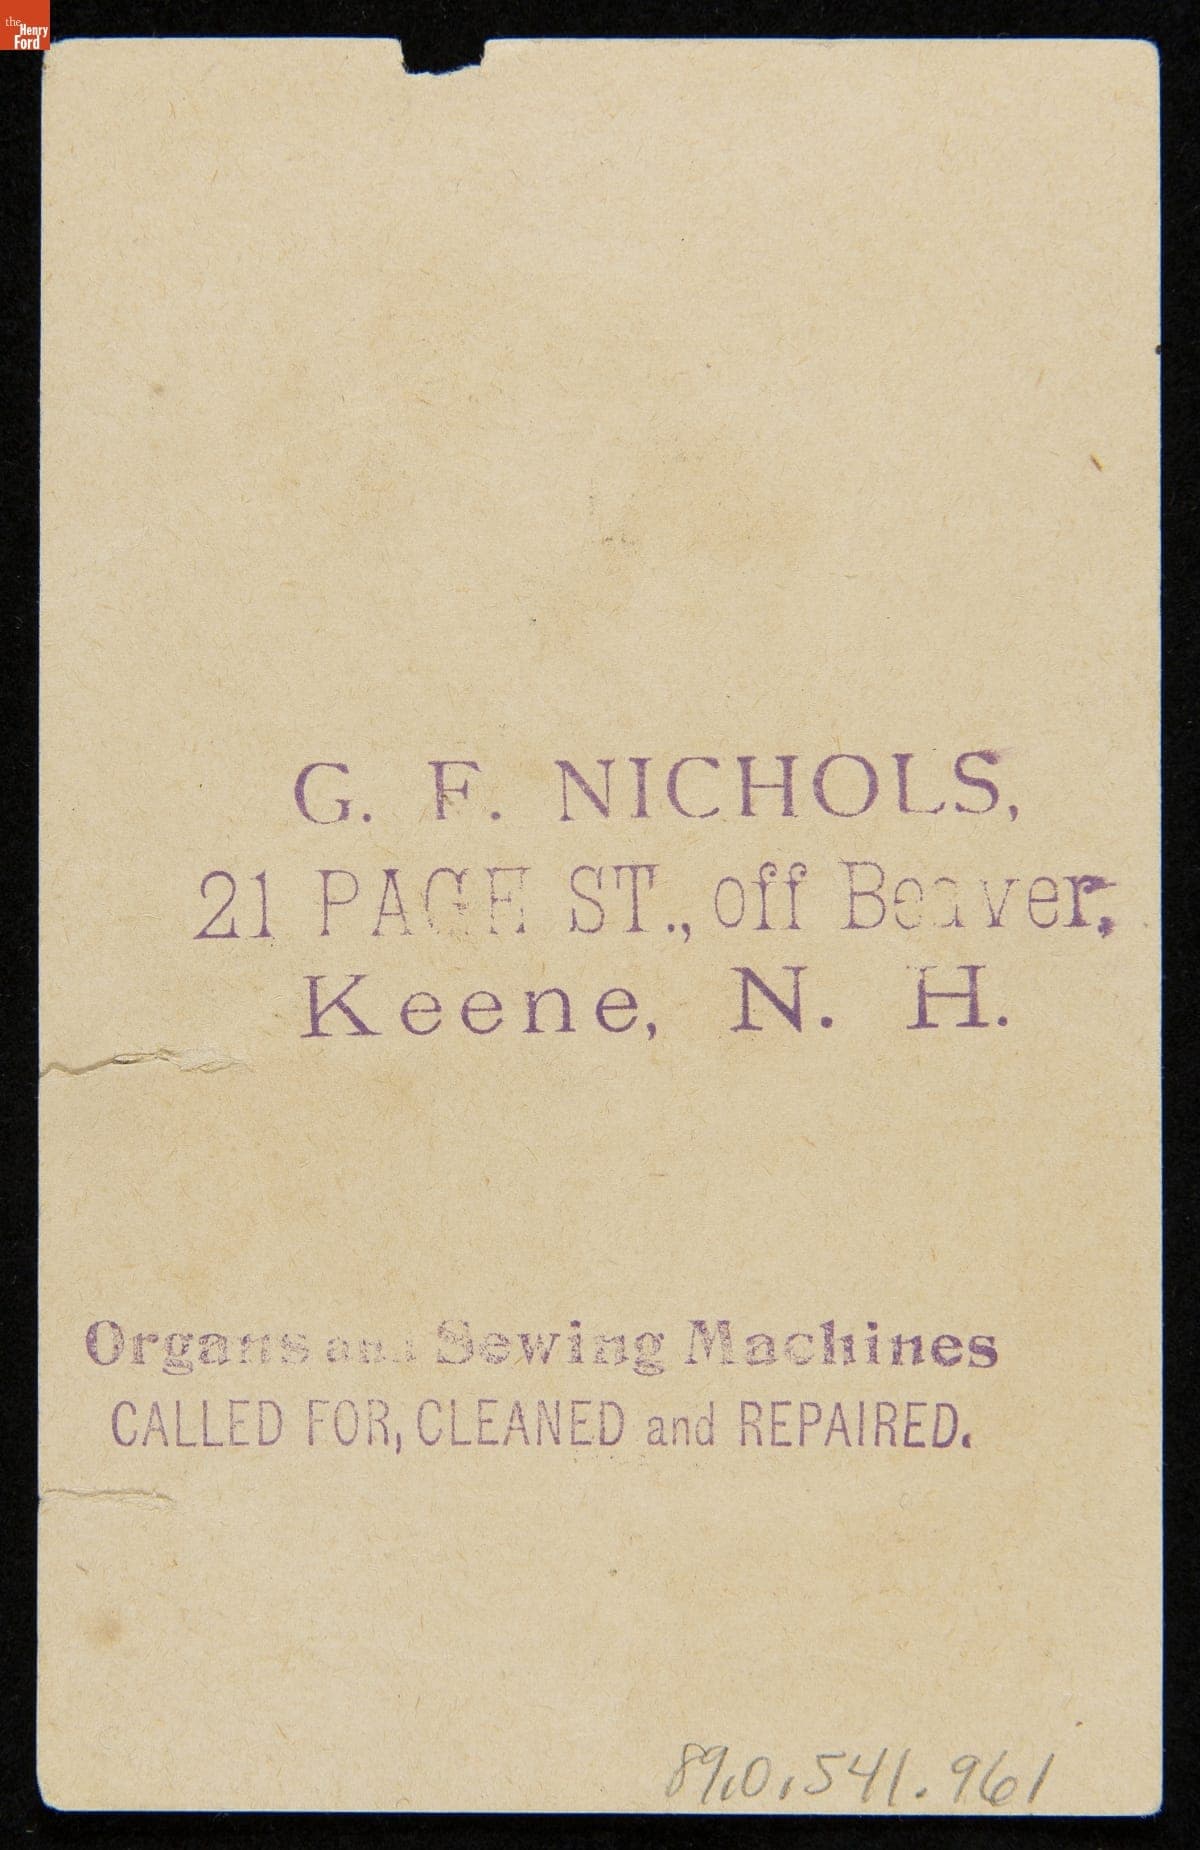 the
Henry
Ford
G. F. NICHOLS,
21 PAGE ST., off Beaver,
Keene, N. H.
Organs and Sewing Machines
CALLED FOR, CLEANED and REPAIRED.
89.0.541.961